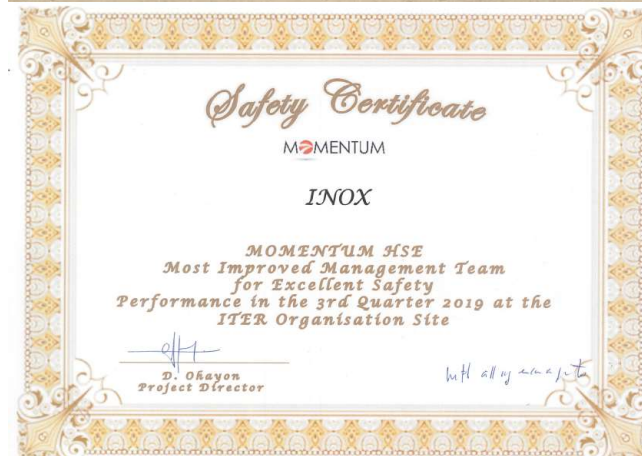 Safety Certificate
MOMENTUM
INOX
MOMENTUM HSE
Most Improved Management Team
for Excellent Safety
Performance in the 3rd Quarter 2019 at the
ITER Organisation Site
D. Ohayon
Project Director